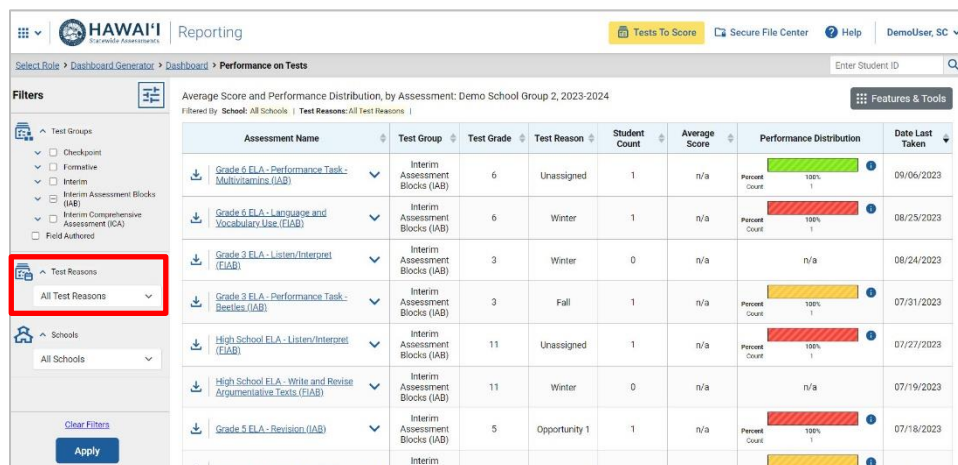 HAWAI'I
Statewide Assessments
Reporting
Tests To Score
Secure File Center
Help
DemoUser, SC
Select Role > Dashboard Generator > Dashboard > Performance on Tests
Enter Student ID
Filters
Test Groups
Checkpoint
Formative
Interim
Interim Assessment Blocks
(IAB)
Interim Comprehensive
Assessment (ICA)
Field Authored
Test Reasons
All Test Reasons
Schools
All Schools
Clear Filters
Apply
Average Score and Performance Distribution, by Assessment: Demo School Group 2, 2023-2024
Filtered By School: All Schools | Test Reasons: All Test Reasons |
Features & Tools
Assessment Name
Test Group
Test Grade
Test Reason
Student
Count
Average
Score
Performance Distribution
Date Last
Taken
Grade 6 ELA - Performance Task -
Multivitamins (IAB)
Interim
Assessment
Blocks (IAB)
6
Unassigned
1
n/a
Percent 100%
Count 1
09/06/2023
Grade 6 ELA - Language and
Vocabulary Use (FIAB)
Interim
Assessment
Blocks (IAB)
6
Winter
1
n/a
Percent 100%
Count 1
08/25/2023
Grade 3 ELA - Listen/Interpret
(FIAB)
Interim
Assessment
Blocks (IAB)
3
Winter
0
n/a
n/a
08/24/2023
Grade 3 ELA - Performance Task -
Beetles (IAB)
Interim
Assessment
Blocks (IAB)
3
Fall
1
n/a
Percent 100%
Count 1
07/31/2023
High School ELA - Listen/Interpret
(FIAB)
Interim
Assessment
Blocks (IAB)
11
Unassigned
1
n/a
Percent 100%
Count 1
07/27/2023
High School ELA - Write and Revise
Argumentative Texts (FIAB)
Interim
Assessment
Blocks (IAB)
11
Winter
0
n/a
n/a
07/19/2023
Grade 5 ELA - Revision (IAB)
Interim
Assessment
Blocks (IAB)
5
Opportunity 1
1
n/a
Percent 100%
Count 1
07/18/2023
Interim